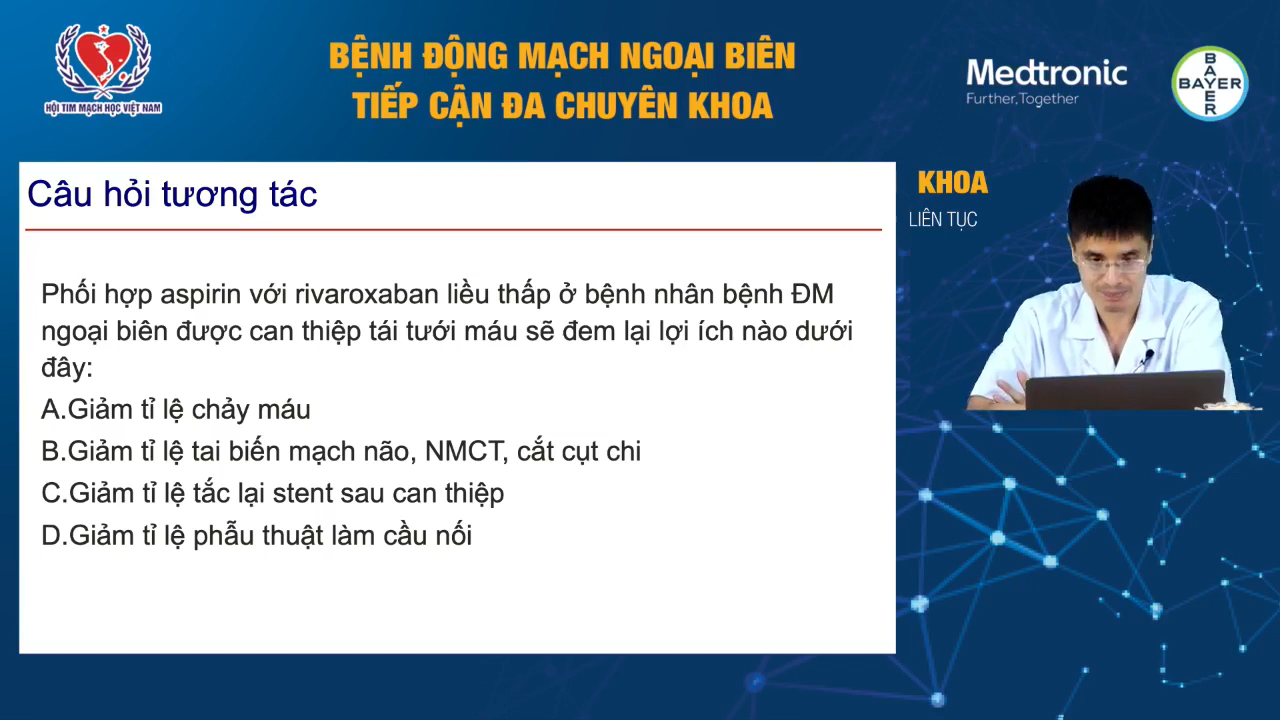 HỘI TIM MẠCH HỌC VIỆT NAM
BỆNH ĐỘNG MẠCH NGOẠI BIÊN
TIẾP CẬN ĐA CHUYÊN KHOA
Medtronic
Further, Together
BAYER
BAYER
Câu hỏi tương tác
Phối hợp aspirin với rivaroxaban liều thấp ở bệnh nhân bệnh ĐM
ngoại biên được can thiệp tái tưới máu sẽ đem lại lợi ích nào dưới
đây:
A.Giảm tỉ lệ chảy máu
B.Giảm tỉ lệ tai biến mạch não, NMCT, cắt cụt chi
C.Giảm tỉ lệ tắc lại stent sau can thiệp
D.Giảm tỉ lệ phẫu thuật làm cầu nối
KHOA
LIÊN TỤC